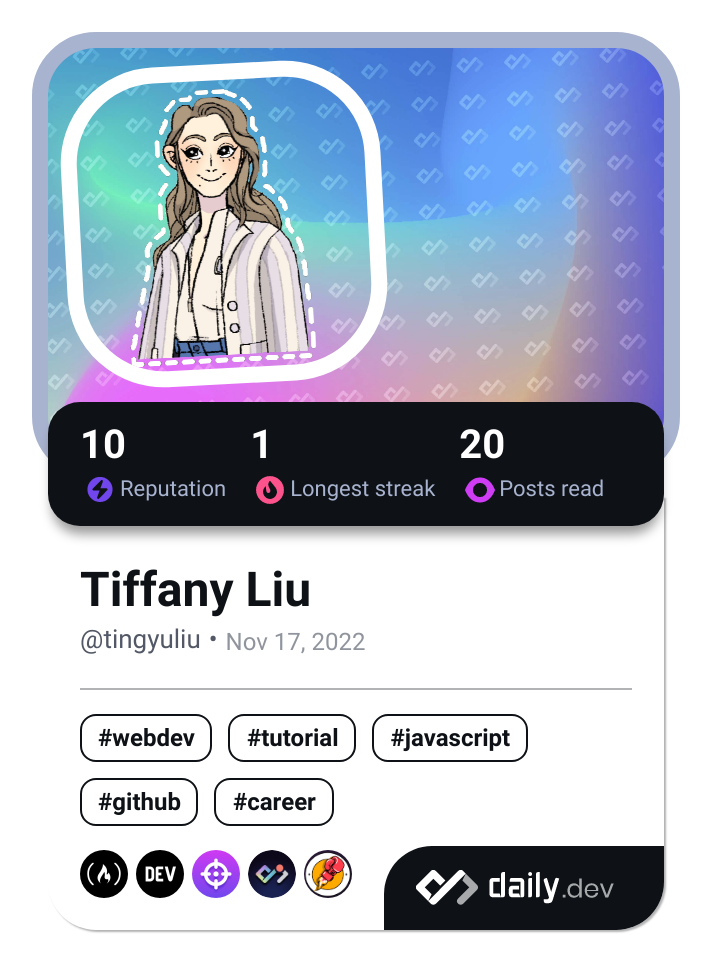 10 1 20
Reputation Longest streak Posts read
Tiffany Liu
@tingyuliu • Nov 17, 2022
#webdev #tutorial #javascript
#github #career
DEV
daily.dev